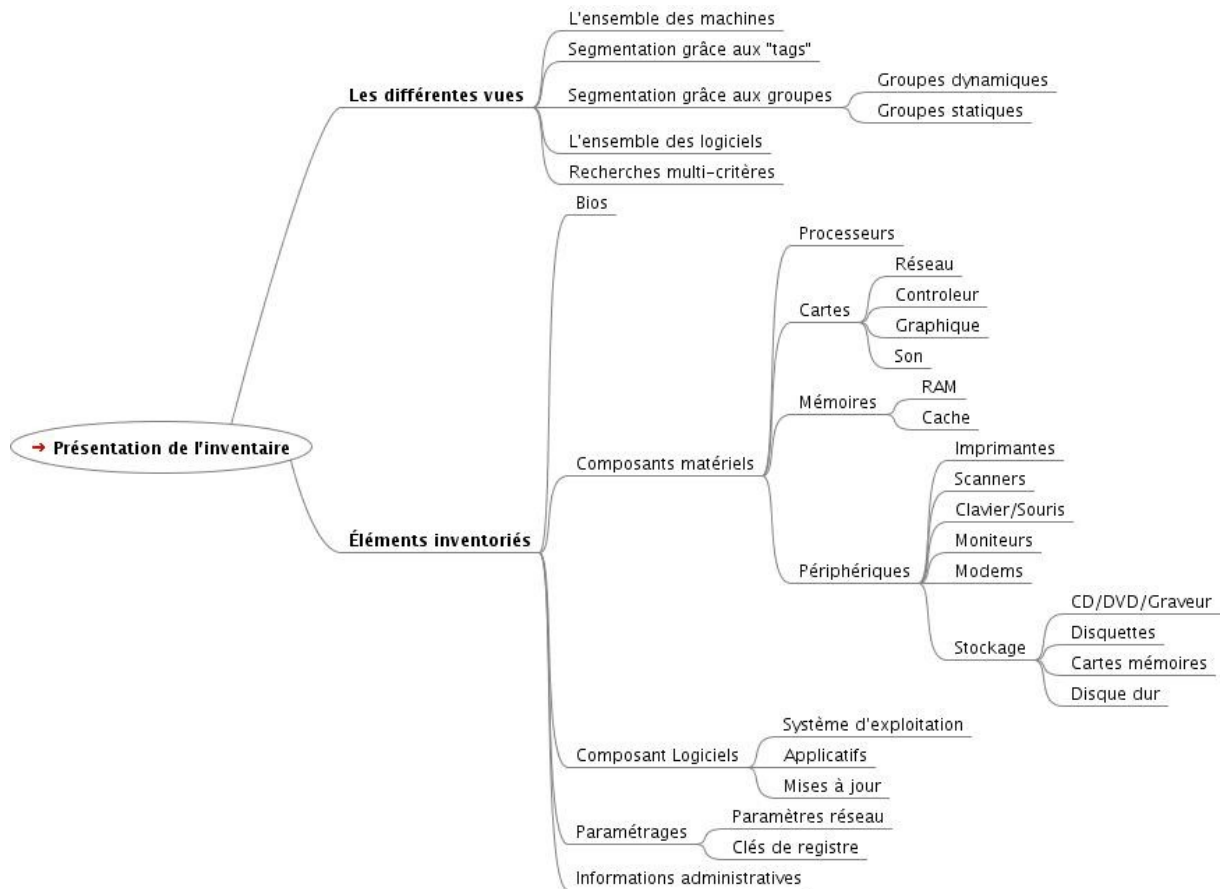 L'ensemble des machines
Segmentation grâce aux "tags"
Les différentes vues
Segmentation grâce aux groupes
Groupes dynamiques
Groupes statiques
L'ensemble des logiciels
Recherches multi-critères
Bios
Processeurs
Réseau
Controleur
Cartes
Graphique
Son
RAM
Mémoires
Cache
→ Présentation de l'inventaire
Imprimantes
Composants matériels
Scanners
Clavier/Souris
Éléments inventoriés
Moniteurs
Périphériques
Modems
CD/DVD/Graveur
Disquettes
Stockage
Cartes mémoires
Disque dur
Système d'exploitation
Composant Logiciels
Applicatifs
Mises à jour
Paramètres réseau
Paramétrages
Clés de registre
Informations administratives